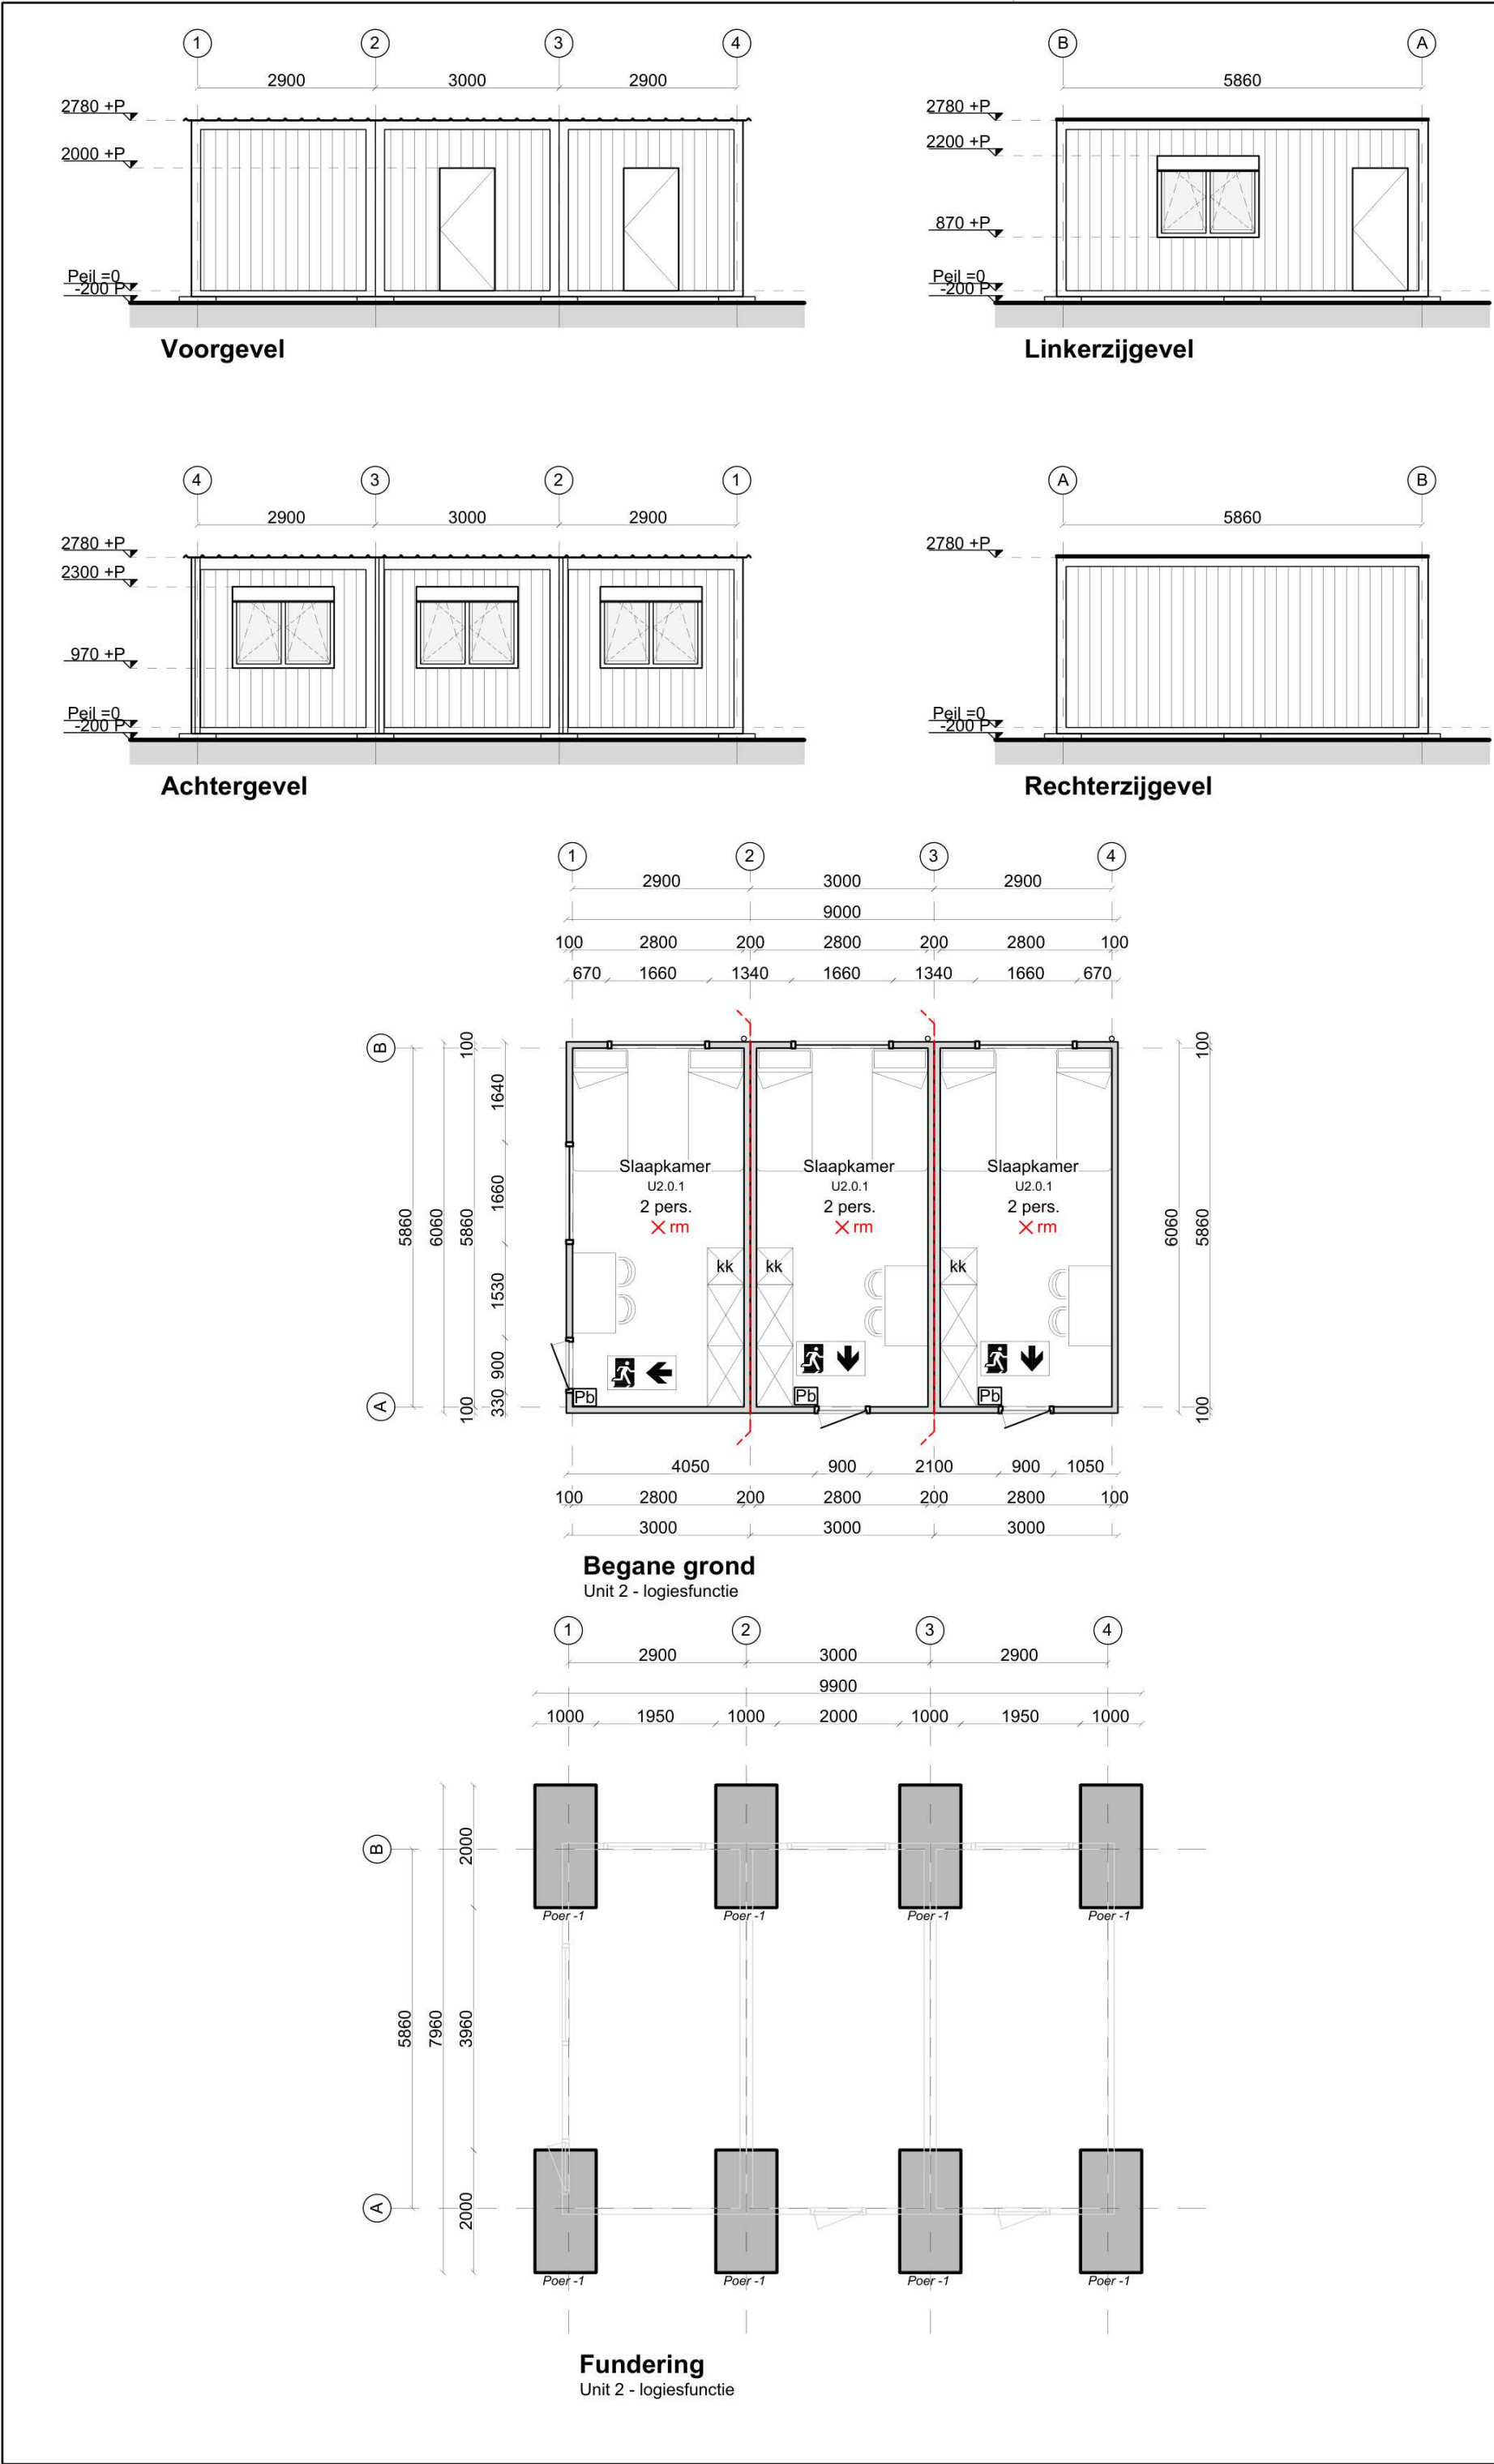 1 2 3 4
2900 3000 2900
2780 +P
2000 +P
Peil =0
-200 P
Voorgevel
B A
5860
2780 +P
2200 +P
870 +P
Peil =0
-200 P
Linkerzijgevel
4 3 2 1
2900 3000 2900
2780 +P
2300 +P
970 +P
Peil =0
-200 P
Achtergevel
A B
5860
2780 +P
Peil =0
-200 P
Rechterzijgevel
1 2 3 4
2900 3000 2900
9000
100 2800 200 2800 200 2800 100
670 1660 1340 1660 1340 1660 670
B
A
5860
6060
100 5860 100
1640 1660 1530 900 330
Slaapkamer Slaapkamer Slaapkamer
U2.0.1 U2.0.1 U2.0.1
2 pers. 2 pers. 2 pers.
rm rm rm
kk kk kk
Pb Pb Pb
6060
100 5860 100
4050 900 2100 900 1050
100 2800 200 2800 200 2800 100
3000 3000 3000
Begane grond
Unit 2 - logiesfunctie
1 2 3 4
2900 3000 2900
9900
1000 1950 1000 2000 1000 1950 1000
B
A
5860
7960
2000 3960 2000
Poer -1 Poer -1 Poer -1 Poer -1
Poer -1 Poer -1 Poer -1 Poer -1
Fundering
Unit 2 - logiesfunctie